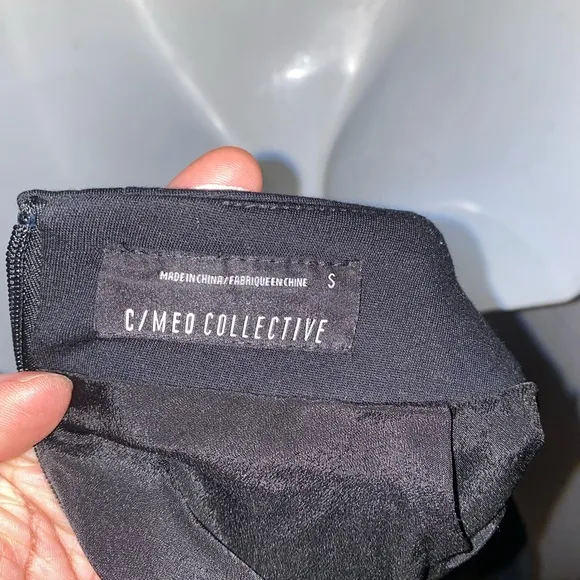 MADE IN CHINA / FABRIQUE EN CHINE S
C/MEO COLLECTIVE